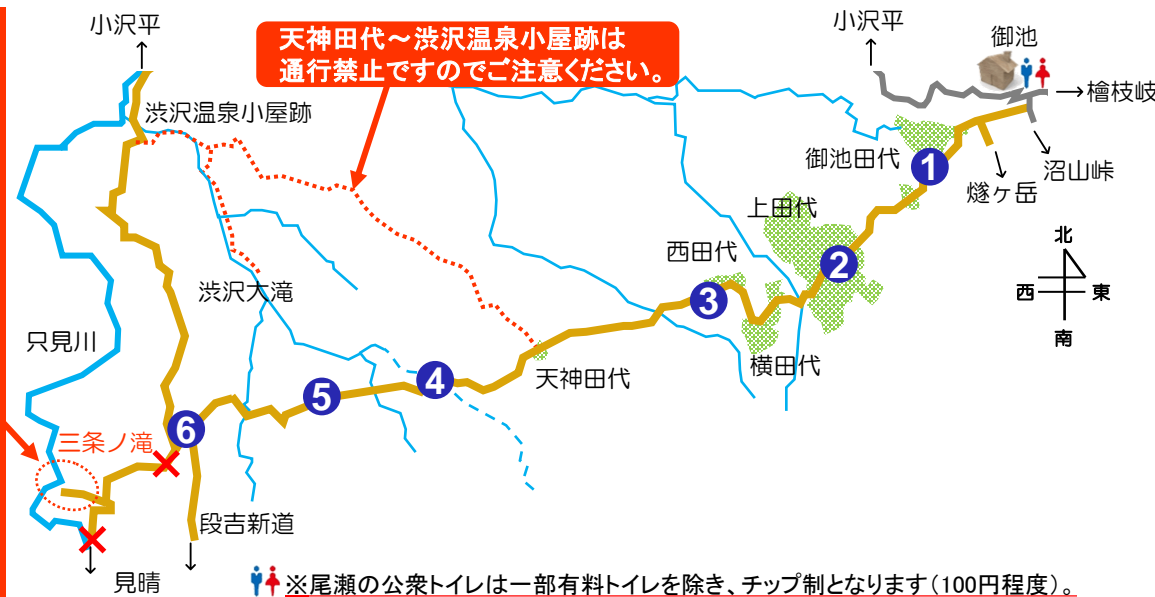 小沢平
天神田代～渋沢温泉小屋跡は
通行禁止ですのでご注意ください。
小沢平
御池
→檜枝岐
渋沢温泉小屋跡
御池田代
1
沼山峠
燧ヶ岳
上田代
2
北
西 東
南
西田代
3
渋沢大滝
只見川
横田代
天神田代
4
5
6
三条ノ滝
段吉新道
見晴
※尾瀬の公衆トイレは一部有料トイレを除き、チップ制となります(100円程度)。